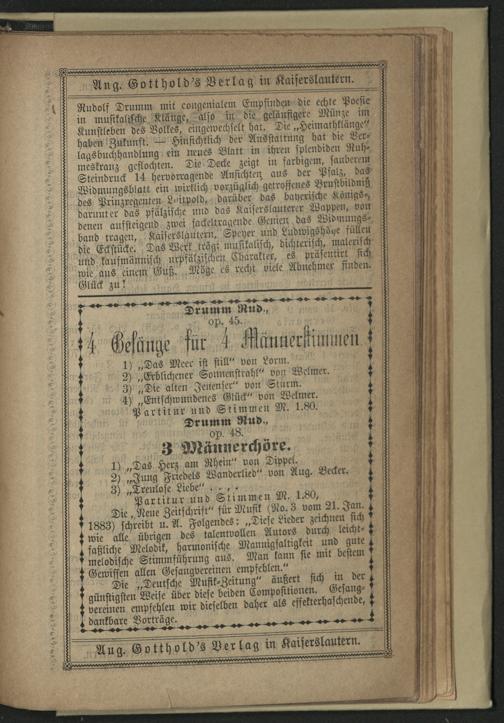 Aug. Gotthold's Verlag in Kaiserslautern.
Rudolf Drumm mit congenialem Empfinden die echte Poesie
in musikalische Klänge, also in die geläufigere Münze im
Kunstleben des Volkes, eingewechselt hat. Die „Heimathklänge“
haben Zukunft. — Hinsichtlich der Ausstattung hat die Ver-
lagsbuchhandlung ein neues Blatt in ihren splendiden Ruh-
meskranz geflochten. Die Decke zeigt in farbigem, sauberem
Steindruck 14 hervorragende Ansichten aus der Pfalz, das
Widmungsblatt ein wirklich vorzüglich getroffenes Brustbildniß
des Prinzregenten Luitpold, darüber das bayerische Königs-,
darunter das pfälzische und das Kaiserslauterer Wappen, von
denen aufsteigend zwei fackeltragende Genien das Widmungs-
band tragen, Kaiserslautern, Speyer und Ludwigshafe füllen
die Eckstücke. Das Werk trägt musikalisch, dichterisch, malerisch
und kaufmännisch urpfälzischen Charakter, es präsentirt sich
wie aus einem Guß. Möge es recht viele Abnehmer finden.
Glück zu!
Drumm Rud.,
op. 45.
4 Gesänge für 4 Männerstimmen
1) „Das Meer ist still“ von Lorm.
2) „Erblichener Sonnenstrahl“ von Welmer.
3) „Die alten Jenenser“ von Sturm.
4) „Entschwundenes Glück“ von Welmer.
Partitur und Stimmen M. 1.80.
Drumm Rud.,
op. 48.
3 Männerchöre.
1) „Das Herz am Rhein“ von Dippel.
2) „Jung Friedels Wanderlied“ von Aug. Becker.
3) „Treulose Liebe“ . . . .
Partitur und Stimmen M. 1.80,
Die „Neue Zeitschrift“ für Musik (No. 3 vom 21. Jan.
1883) schreibt u. A. Folgendes: „Diese Lieder zeichnen sich
wie alle übrigen des talentvollen Autors durch leicht-
faßliche Melodik, harmonische Mannigfaltigkeit und gute
melodische Stimmführung aus. Man kann sie mit bestem
Gewissen allen Gesangvereinen empfehlen.“
Die „Deutsche Musik-Zeitung“ äußert sich in der
günstigsten Weise über diese beiden Compositionen. Gesang-
vereinen empfehlen wir dieselben daher als effekterhaschende,
dankbare Vorträge.
Aug. Gotthold's Verlag in Kaiserslautern.